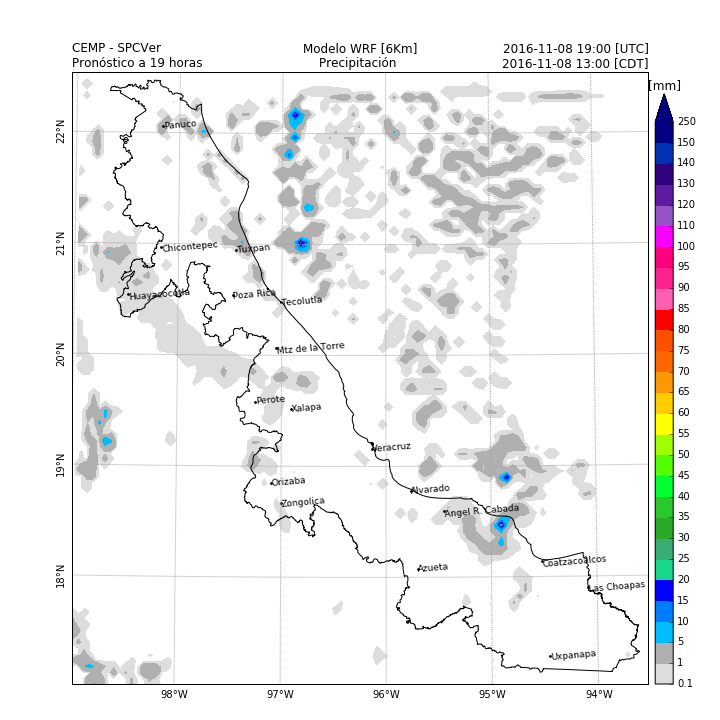 CEMP - SPCVer
Modelo WRF [6Km]
2016-11-08 19:00 [UTC]
Pronóstico a 19 horas
Precipitación
2016-11-08 13:00 [CDT]
[mm]
250
150
140
130
120
110
100
95
90
85
80
75
70
65
60
55
50
45
40
35
30
25
20
15
10
5
1
0.1
22°N
21°N
20°N
19°N
18°N
Panuco
Chicontepec
Tuxpan
Huayacocotla
Poza Rica
Tecolutla
Mtz de la Torre
Perote
Xalapa
Veracruz
Orizaba
Alvarado
Zongolica
Angel R. Cabada
Azueta
Coatzacoalcos
Las Choapas
Uxpanapa
98°W
97°W
96°W
95°W
94°W